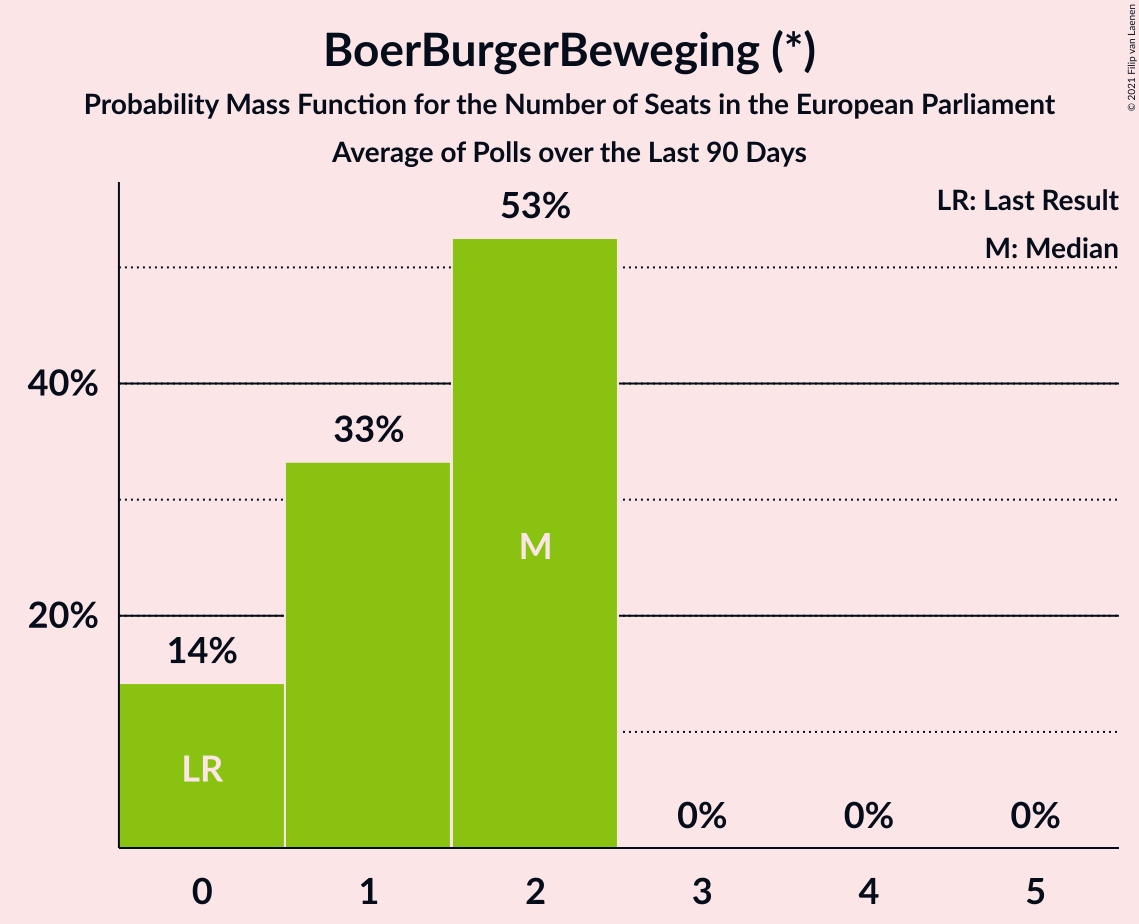 BoerBurgerBeweging (*)
Probability Mass Function for the Number of Seats in the European Parliament
Average of Polls over the Last 90 Days
© 2021 Filip van Laenen
LR: Last Result
M: Median
53%
40%
33%
M
20%
14%
LR
0% 0% 0%
0 1 2 3 4 5